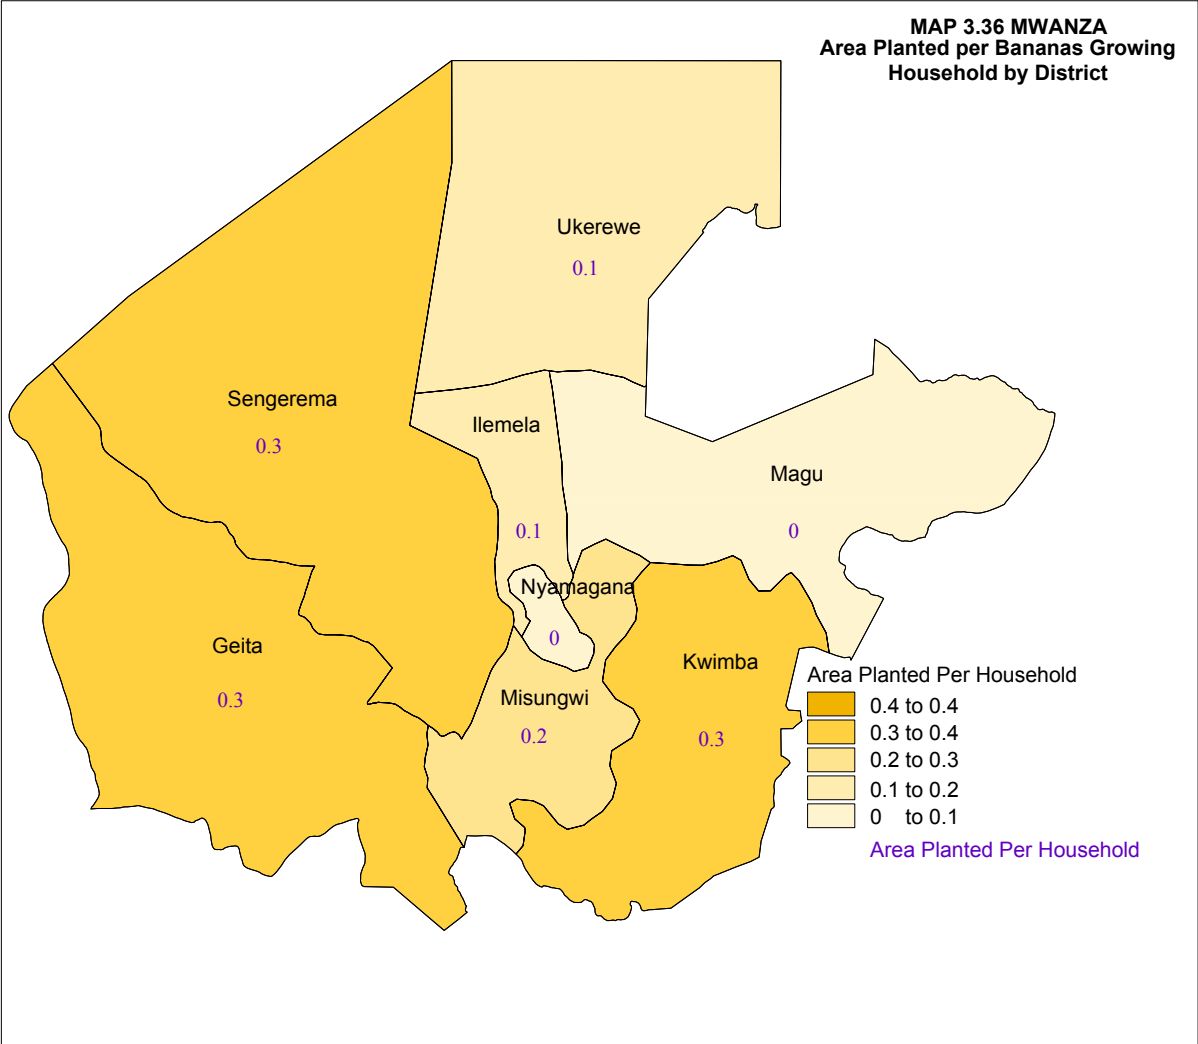 MAP 3.36 MWANZA
Area Planted per Bananas Growing
Household by District
Ukerewe
0.1
Sengerema
0.3
Ilemela
0.1
Magu
0
Nyamagana
0
Geita
0.3
Kwimba
0.3
Misungwi
0.2
Area Planted Per Household
0.4 to 0.4
0.3 to 0.4
0.2 to 0.3
0.1 to 0.2
0 to 0.1
Area Planted Per Household